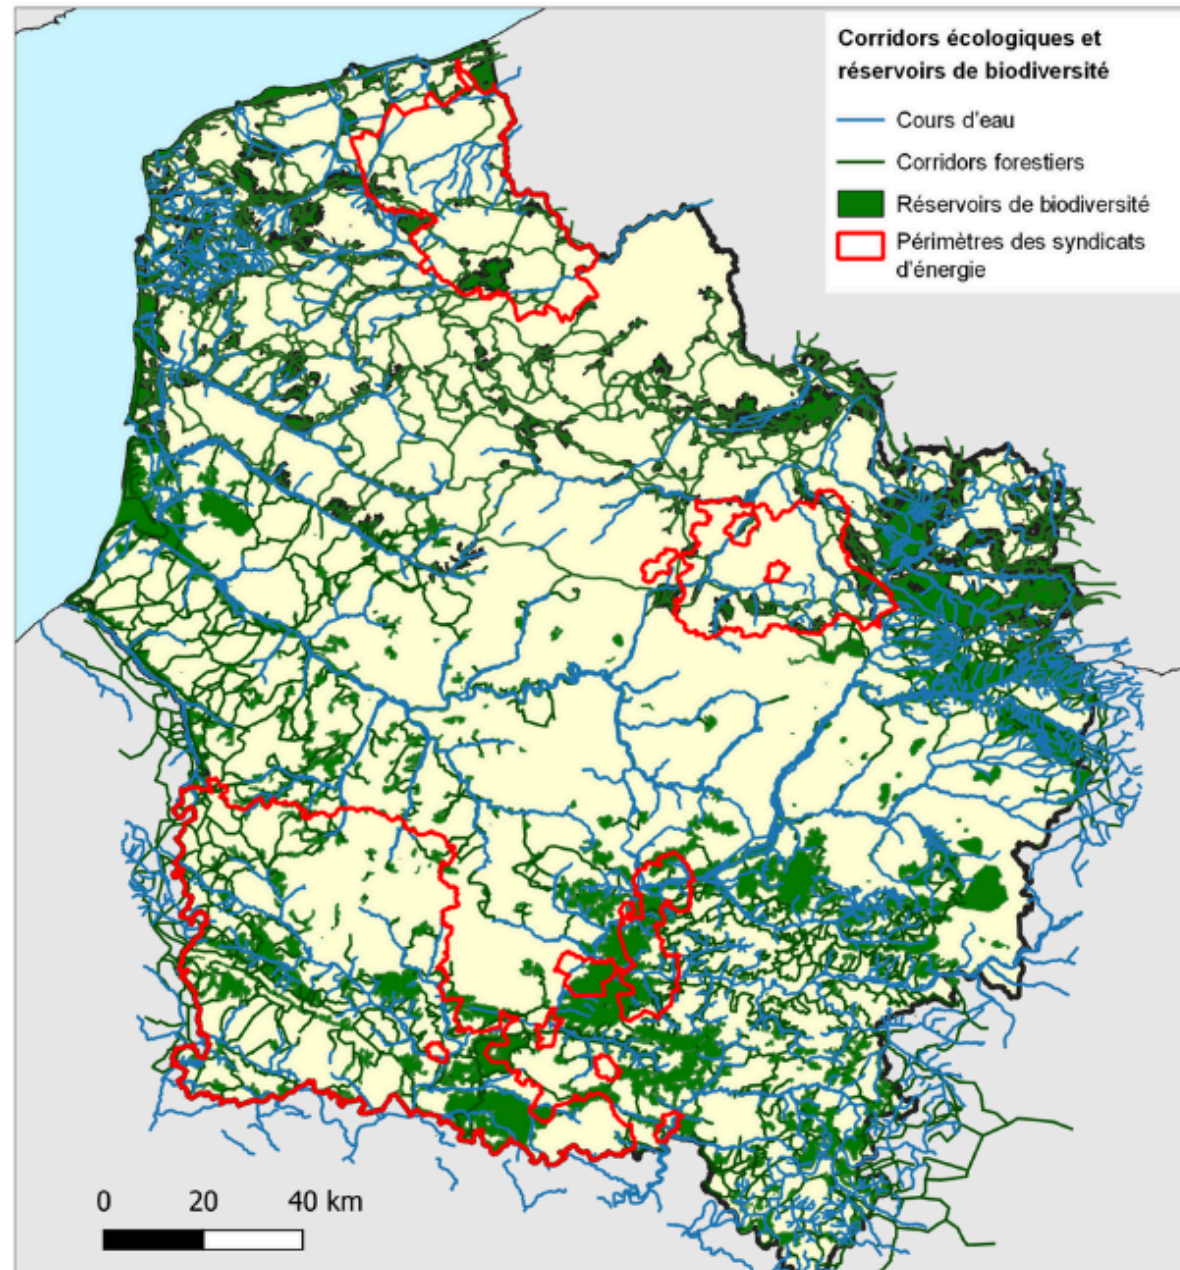 Corridors écologiques et
réservoirs de biodiversité
Cours d'eau
Corridors forestiers
Réservoirs de biodiversité
Périmètres des syndicats
d'énergie
0 20 40 km